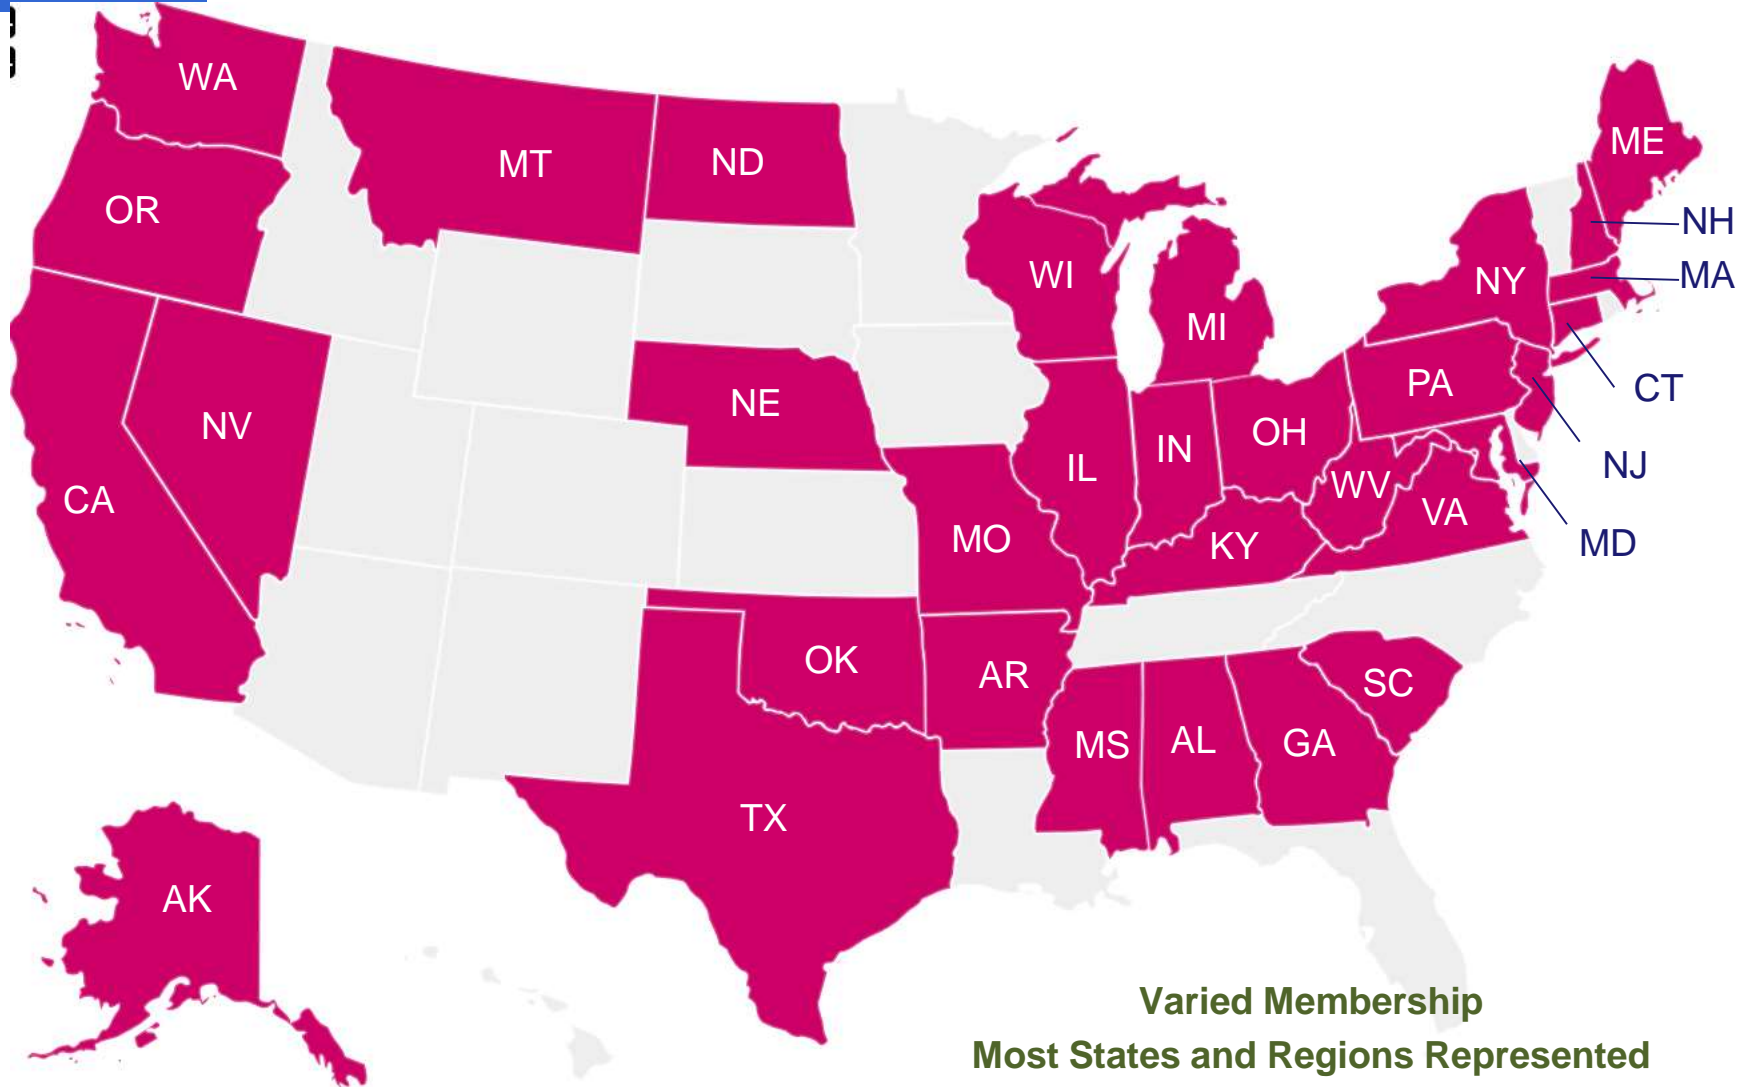 WA
MT
ND
ME
OR
NH
WI
NY
MA
MI
NE
PA
CT
NV
OH
IN
IL
NJ
CA
WV
VA
MO
KY
MD
OK
AR
SC
MS
AL
GA
TX
AK
Varied Membership
Most States and Regions Represented